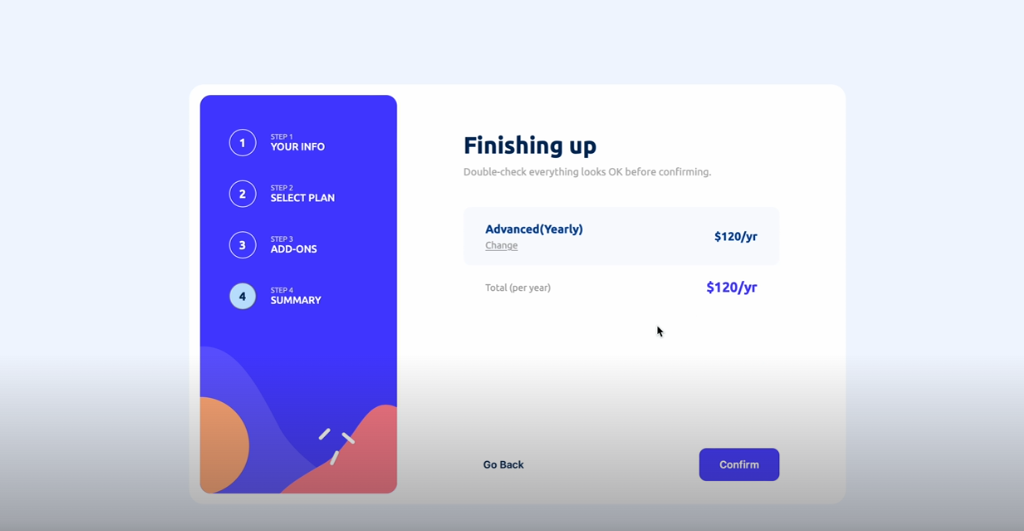 1
STEP 1
YOUR INFO
2
STEP 2
SELECT PLAN
3
STEP 3
ADD-ONS
4
STEP 4
SUMMARY
Finishing up
Double-check everything looks OK before confirming.
Advanced(Yearly)
Change
$120/yr
Total (per year)
$120/yr
Go Back
Confirm